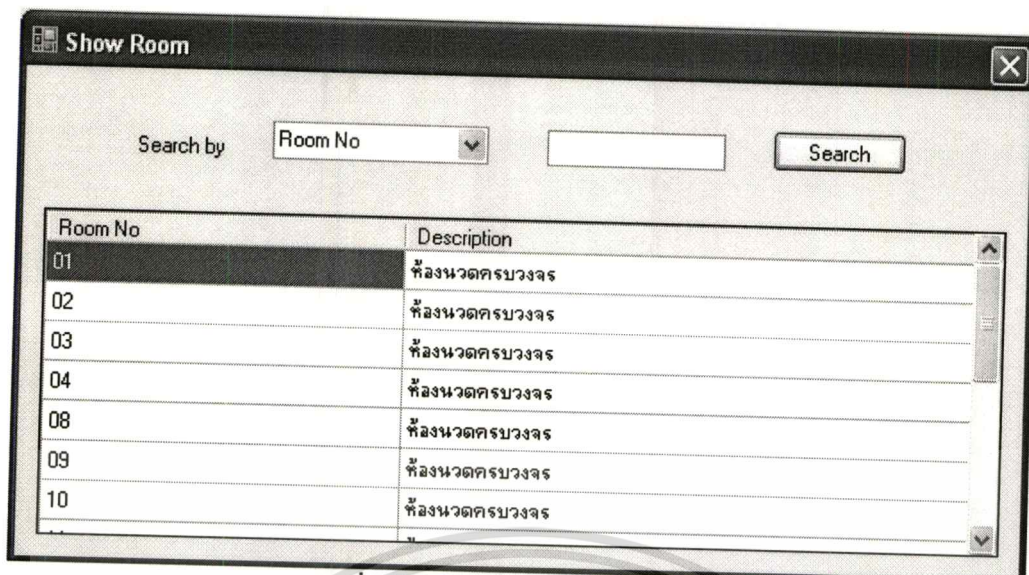 Show Room
Search by Room No Search
Room No Description
01 ห้องนวดครบวงจร
02 ห้องนวดครบวงจร
03 ห้องนวดครบวงจร
04 ห้องนวดครบวงจร
08 ห้องนวดครบวงจร
09 ห้องนวดครบวงจร
10 ห้องนวดครบวงจร